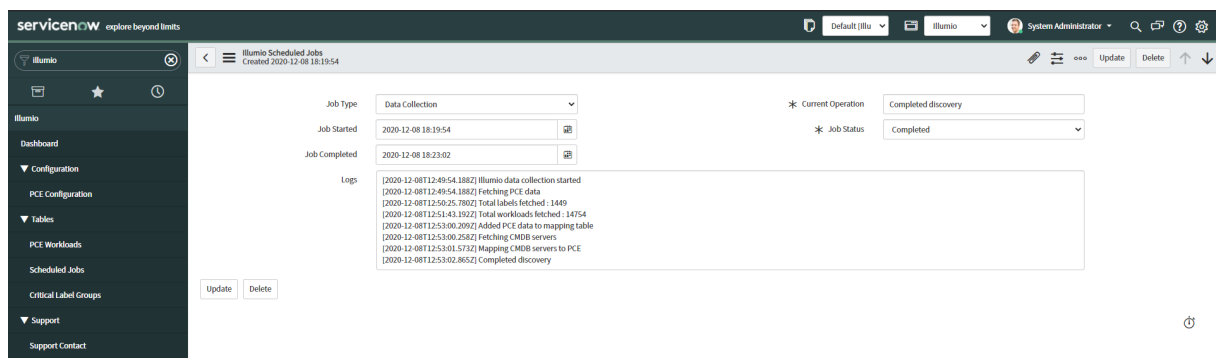 servicenow explore beyond limits
Default [Illu
Illumio
System Administrator
Illumio
Illumio Scheduled Jobs
Created 2020-12-08 18:19:54
Update
Delete
Illumio
Dashboard
Configuration
PCE Configuration
Tables
PCE Workloads
Scheduled Jobs
Critical Label Groups
Support
Support Contact
Job Type
Data Collection
Current Operation
Completed discovery
Job Started
2020-12-08 18:19:54
Job Status
Completed
Job Completed
2020-12-08 18:23:02
Logs
[2020-12-08T12:49:54.188Z] Illumio data collection started
[2020-12-08T12:49:54.188Z] Fetching PCE data
[2020-12-08T12:50:25.780Z] Total labels fetched : 1449
[2020-12-08T12:51:43.192Z] Total workloads fetched : 14754
[2020-12-08T12:53:00.209Z] Added PCE data to mapping table
[2020-12-08T12:53:00.258Z] Fetching CMDB servers
[2020-12-08T12:53:01.573Z] Mapping CMDB servers to PCE
[2020-12-08T12:53:02.865Z] Completed discovery
Update
Delete